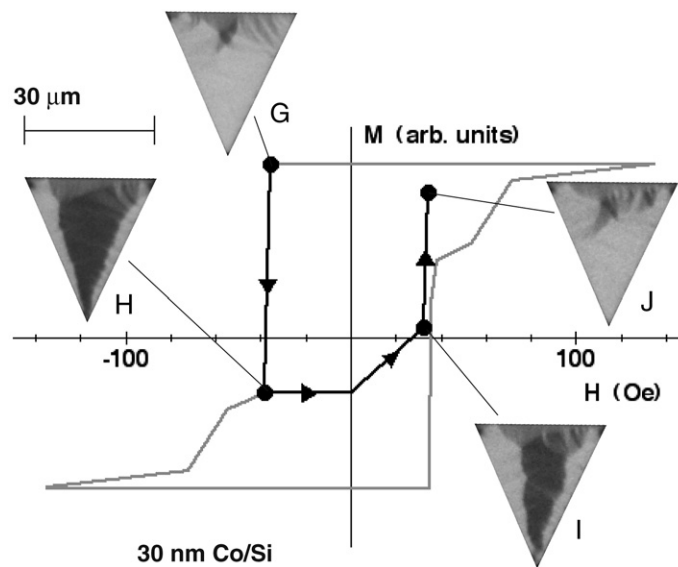 30 μm
G
M (arb. units)
H
J
-100
100
H (Oe)
I
30 nm Co/Si